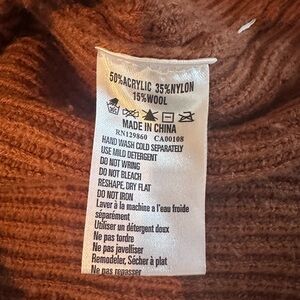 50%ACRYLIC 35%NYLON
15%WOOL
MADE IN CHINA
RN129860 CA00108
HAND WASH COLD SEPARATELY
USE MILD DETERGENT
DO NOT WRING
DO NOT BLEACH
RESHAPE, DRY FLAT
DO NOT IRON
Laver à la machine a l'eau froide
séparément
Utiliser un détergent doux
Ne pas tordre
Ne pas javelliser
Remodeler, Sécher à plat
Ne pas repasser